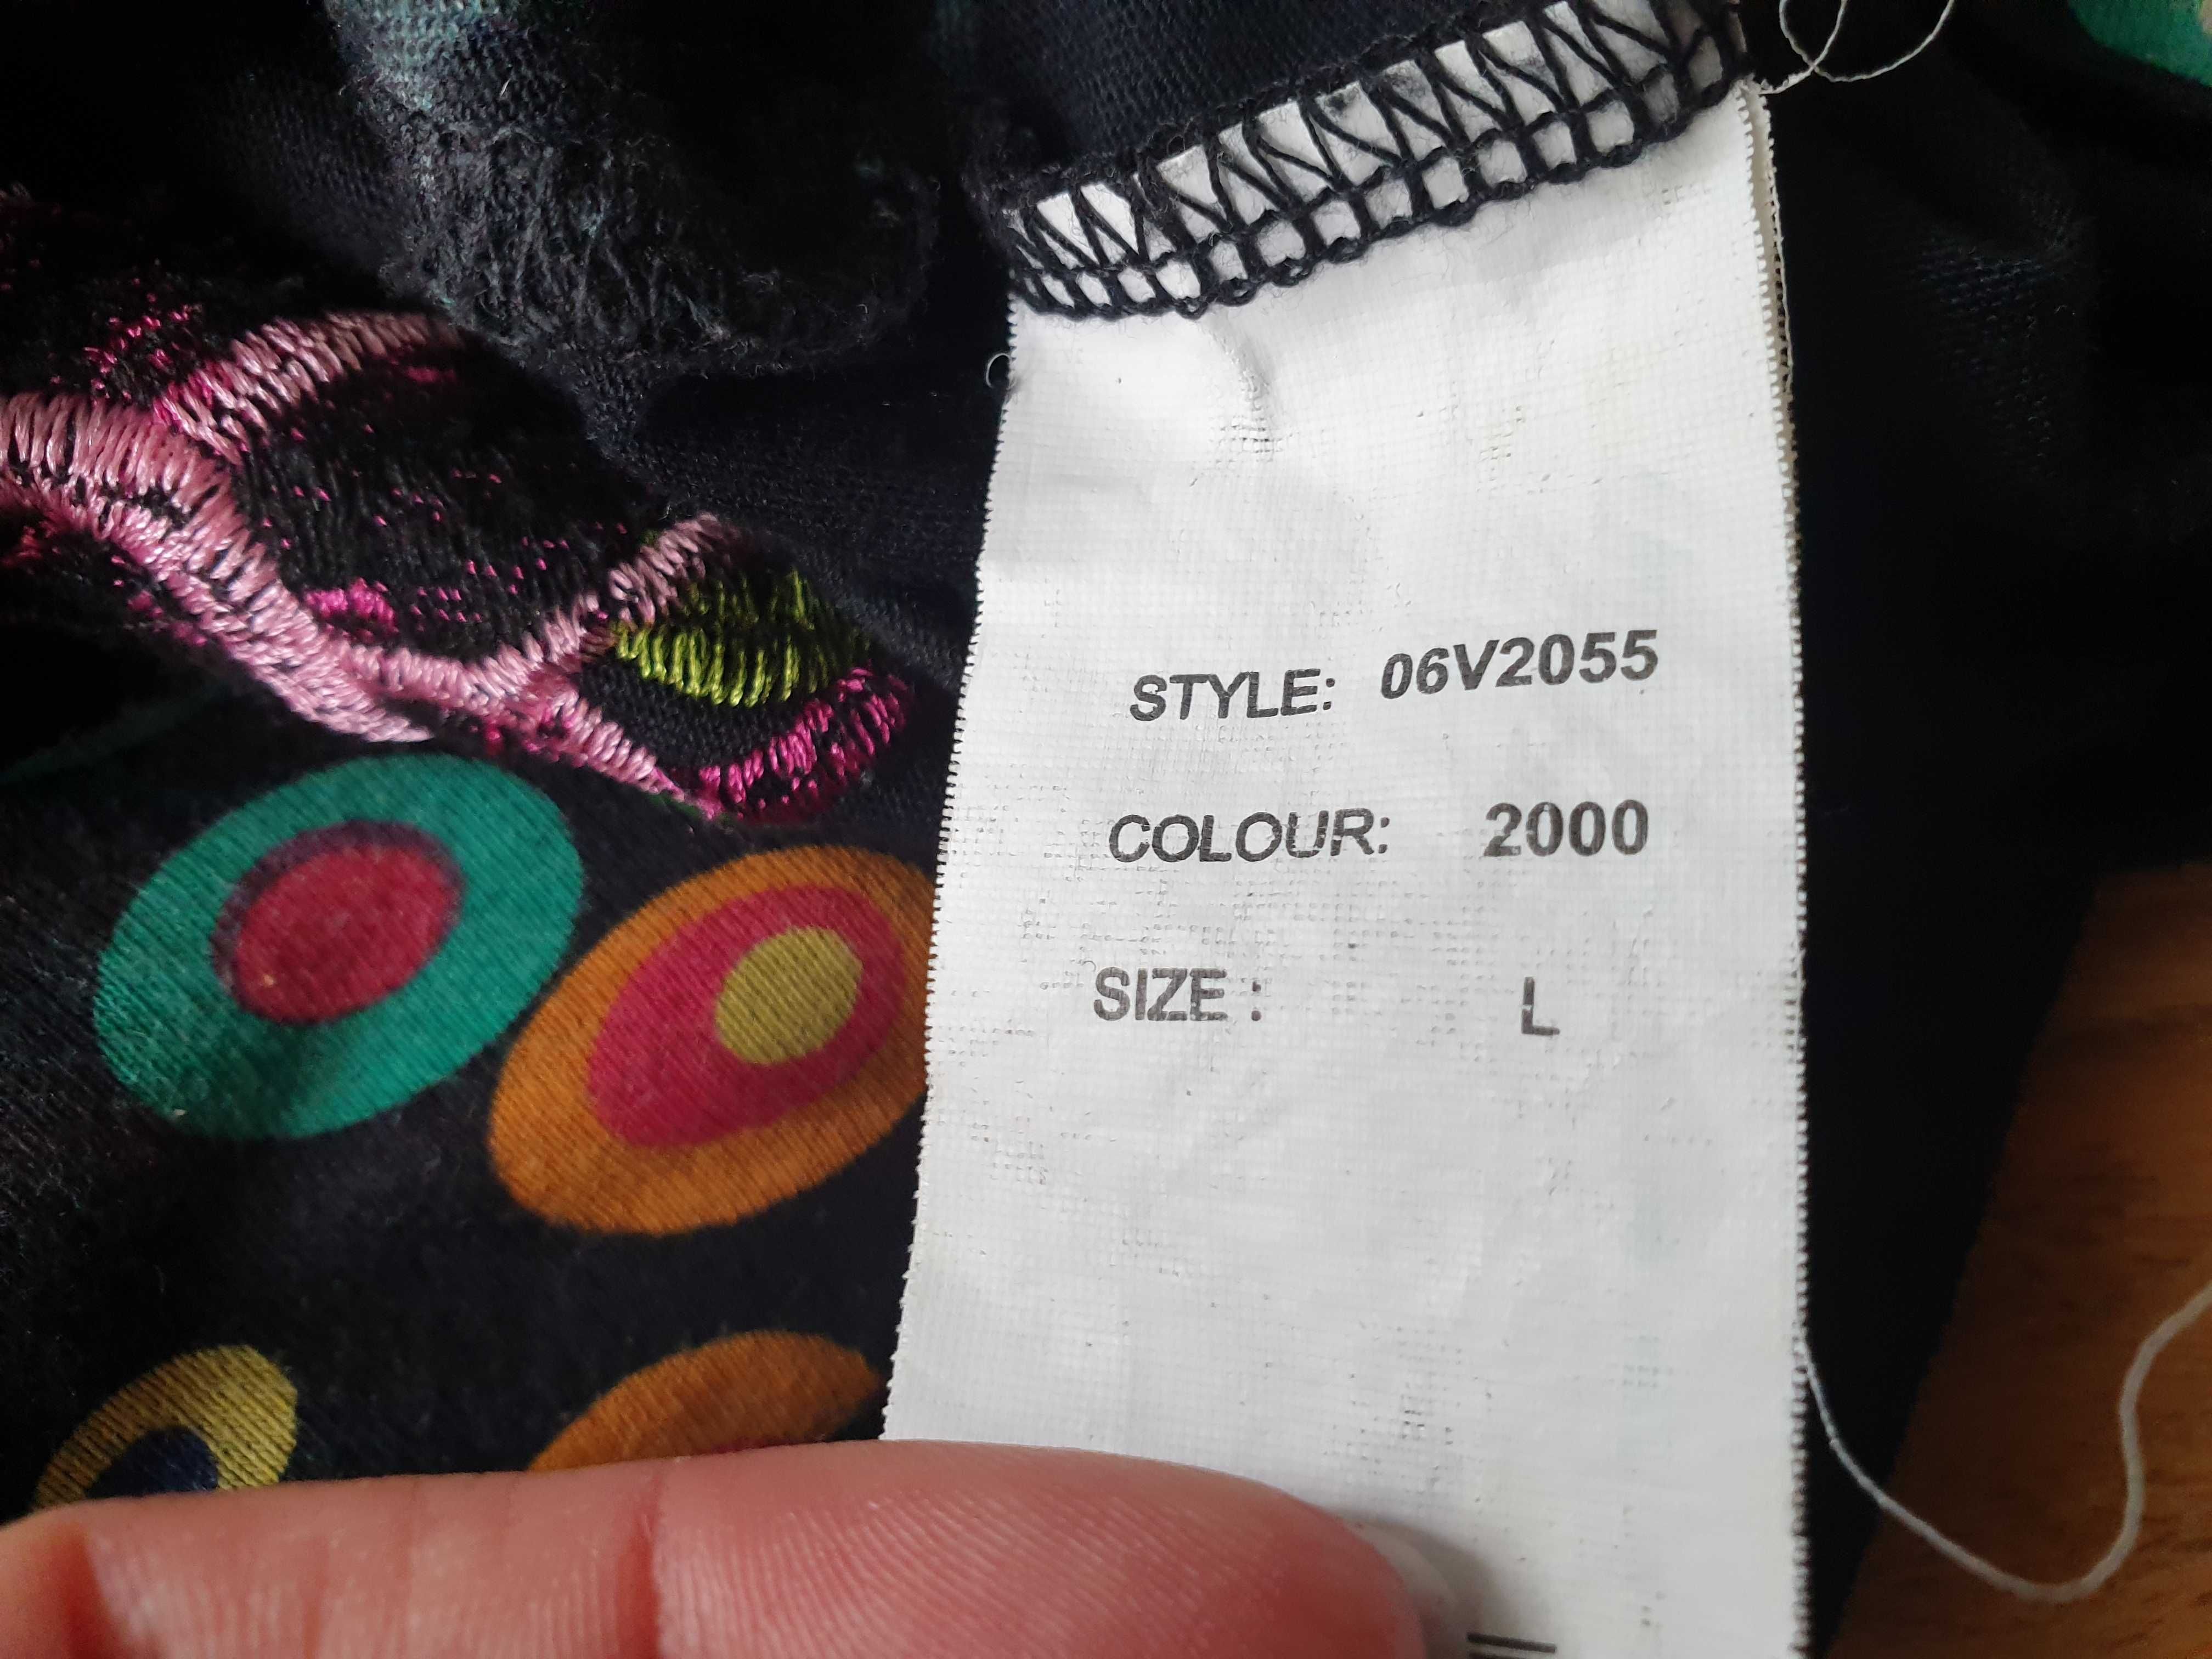 STYLE: 06V2055
COLOUR: 2000
SIZE : L